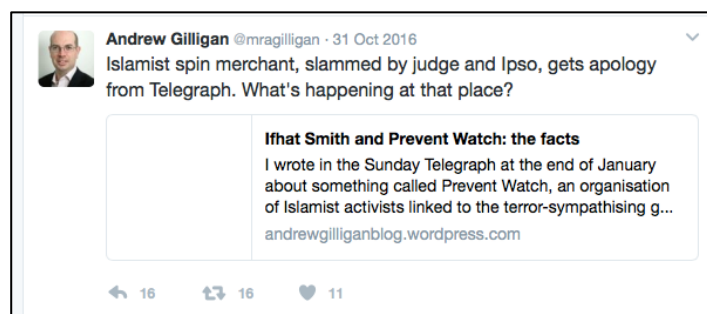 Andrew Gilligan @mragilligan · 31 Oct 2016
Islamist spin merchant, slammed by judge and Ipso, gets apology
from Telegraph. What's happening at that place?
Ifhat Smith and Prevent Watch: the facts
I wrote in the Sunday Telegraph at the end of January
about something called Prevent Watch, an organisation
of Islamist activists linked to the terror-sympathising g...
andrewgilliganblog.wordpress.com
16 16 11